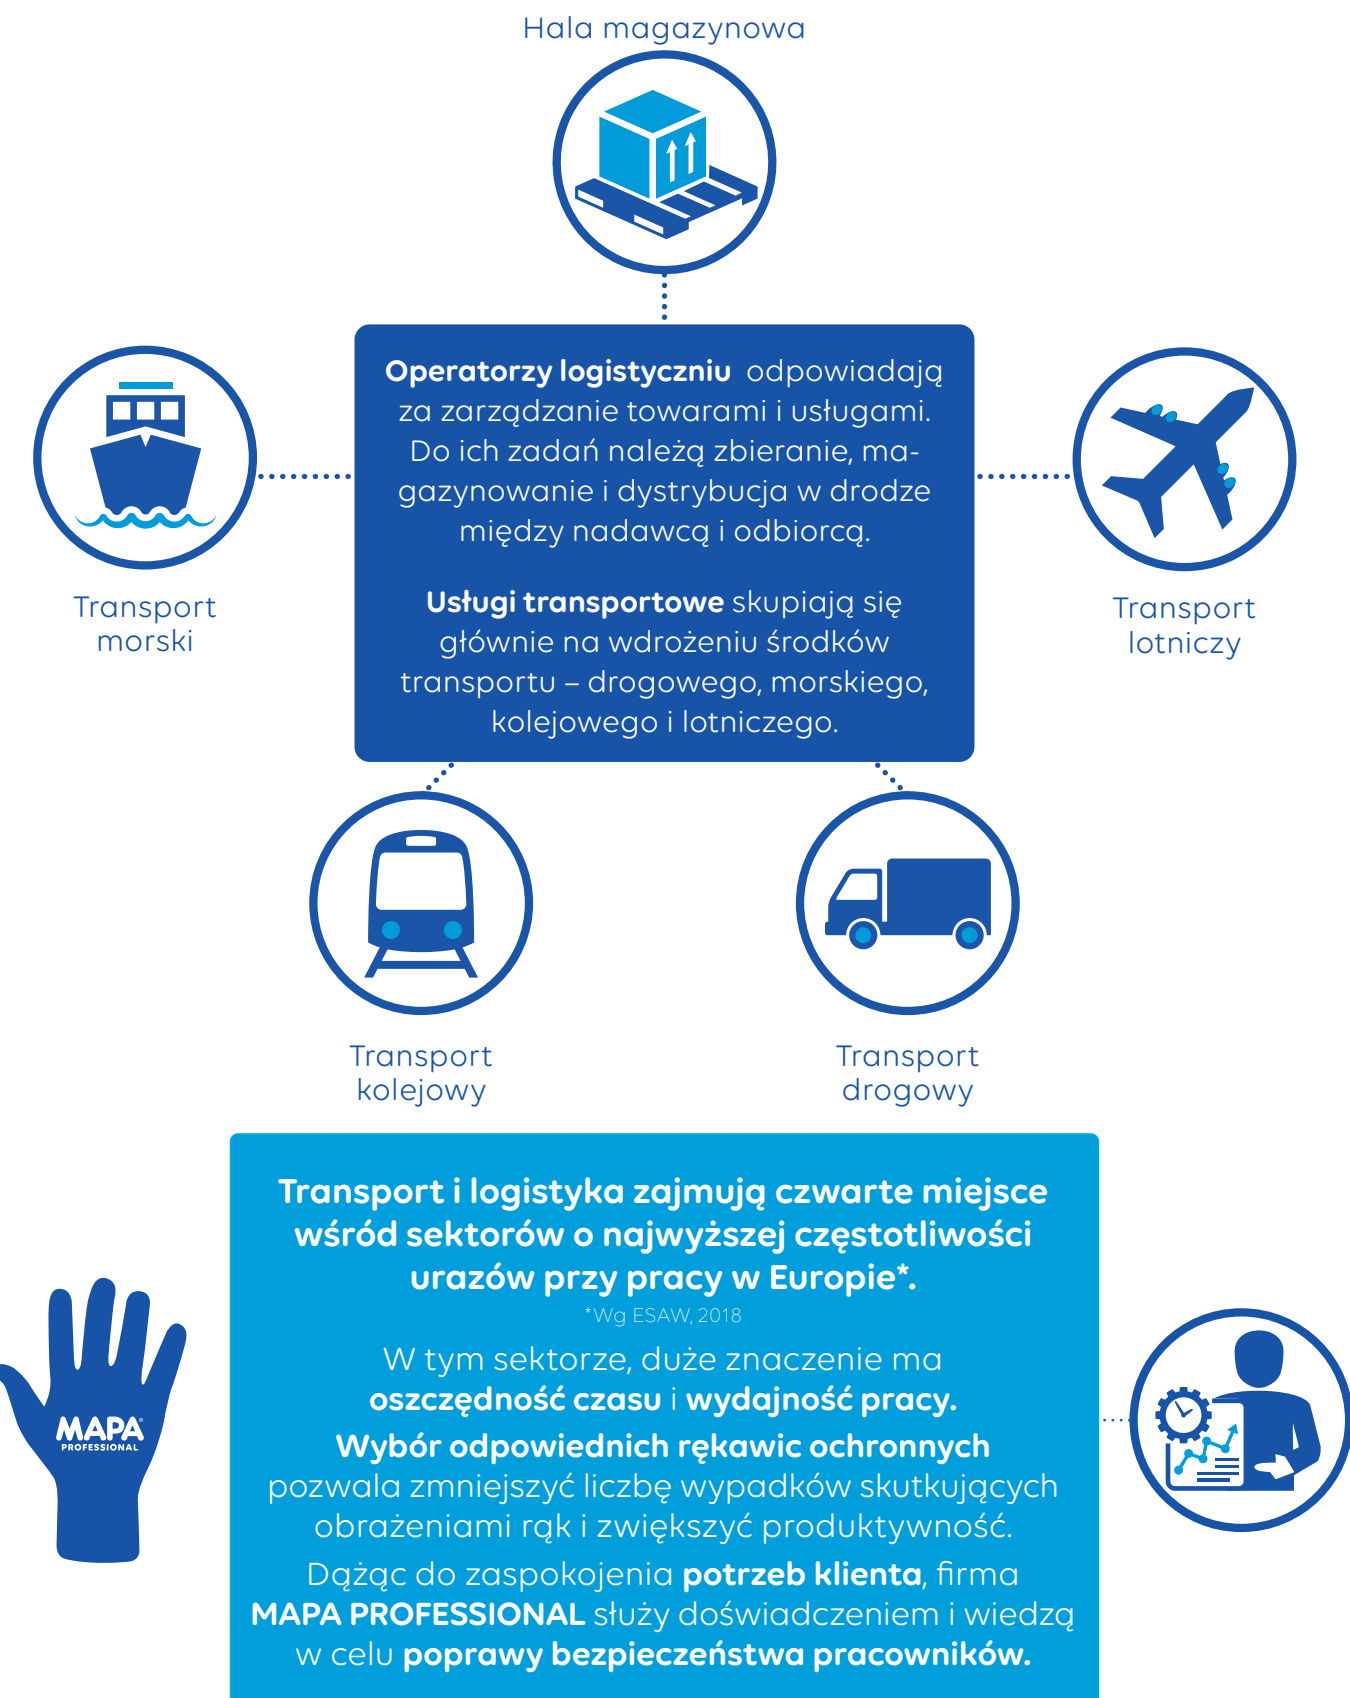 Hala magazynowa
Operatorzy logistyczniu odpowiadają
za zarządzanie towarami i usługami.
Do ich zadań należą zbieranie, ma-
gazynowanie i dystrybucja w drodze
między nadawcą i odbiorcą.
Usługi transportowe skupiają się
głównie na wdrożeniu środków
transportu – drogowego, morskiego,
kolejowego i lotniczego.
Transport
morski
Transport
lotniczy
Transport
kolejowy
Transport
drogowy
Transport i logistyka zajmują czwarte miejsce
wśród sektorów o najwyższej częstotliwości
urazów przy pracy w Europie*.
*Wg ESAW, 2018
W tym sektorze, duże znaczenie ma
oszczędność czasu i wydajność pracy.
Wybór odpowiednich rękawic ochronnych
pozwala zmniejszyć liczbę wypadków skutkujących
obrażeniami rąk i zwiększyć produktywność.
Dążąc do zaspokojenia potrzeb klienta, firma
MAPA PROFESSIONAL służy doświadczeniem i wiedzą
w celu poprawy bezpieczeństwa pracowników.
MAPA®
PROFESSIONAL